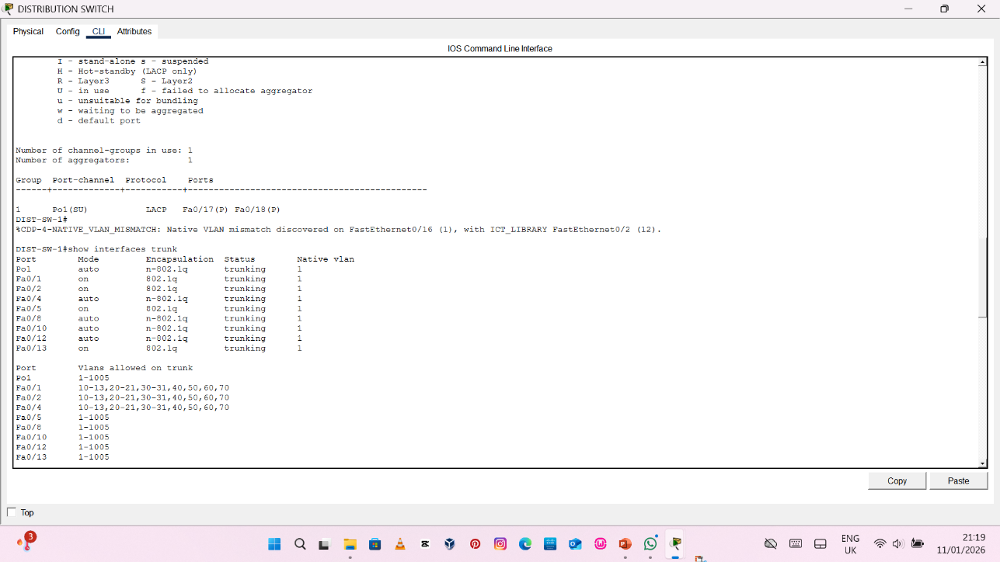 DISTRIBUTION SWITCH
Physical Config CLI Attributes
IOS Command Line Interface
I - stand-alone s - suspended
H - Hot-standby (LACP only)
R - Layer3 S - Layer2
U - in use f - failed to allocate aggregator
u - unsuitable for bundling
w - waiting to be aggregated
d - default port
Number of channel-groups in use: 1
Number of aggregators: 1
Group Port-channel Protocol Ports
------+-------------+-----------+----------------------------------------------
1 Po1(SU) LACP Fa0/17(P) Fa0/18(P)
DIST-SW-1#
%CDP-4-NATIVE_VLAN_MISMATCH: Native VLAN mismatch discovered on FastEthernet0/16 (1), with ICT_LIBRARY FastEthernet0/2 (12).
DIST-SW-1#show interfaces trunk
Port Mode Encapsulation Status Native vlan
Po1 auto n-802.1q trunking 1
Fa0/1 on 802.1q trunking 1
Fa0/2 on 802.1q trunking 1
Fa0/4 auto n-802.1q trunking 1
Fa0/5 on 802.1q trunking 1
Fa0/8 auto n-802.1q trunking 1
Fa0/10 auto n-802.1q trunking 1
Fa0/12 auto n-802.1q trunking 1
Fa0/13 on 802.1q trunking 1
Port Vlans allowed on trunk
Po1 1-1005
Fa0/1 10-13,20-21,30-31,40,50,60,70
Fa0/2 10-13,20-21,30-31,40,50,60,70
Fa0/4 10-13,20-21,30-31,40,50,60,70
Fa0/5 1-1005
Fa0/8 1-1005
Fa0/10 1-1005
Fa0/12 1-1005
Fa0/13 1-1005
Copy Paste
Top
3
ENG
UK
21:19
11/01/2026